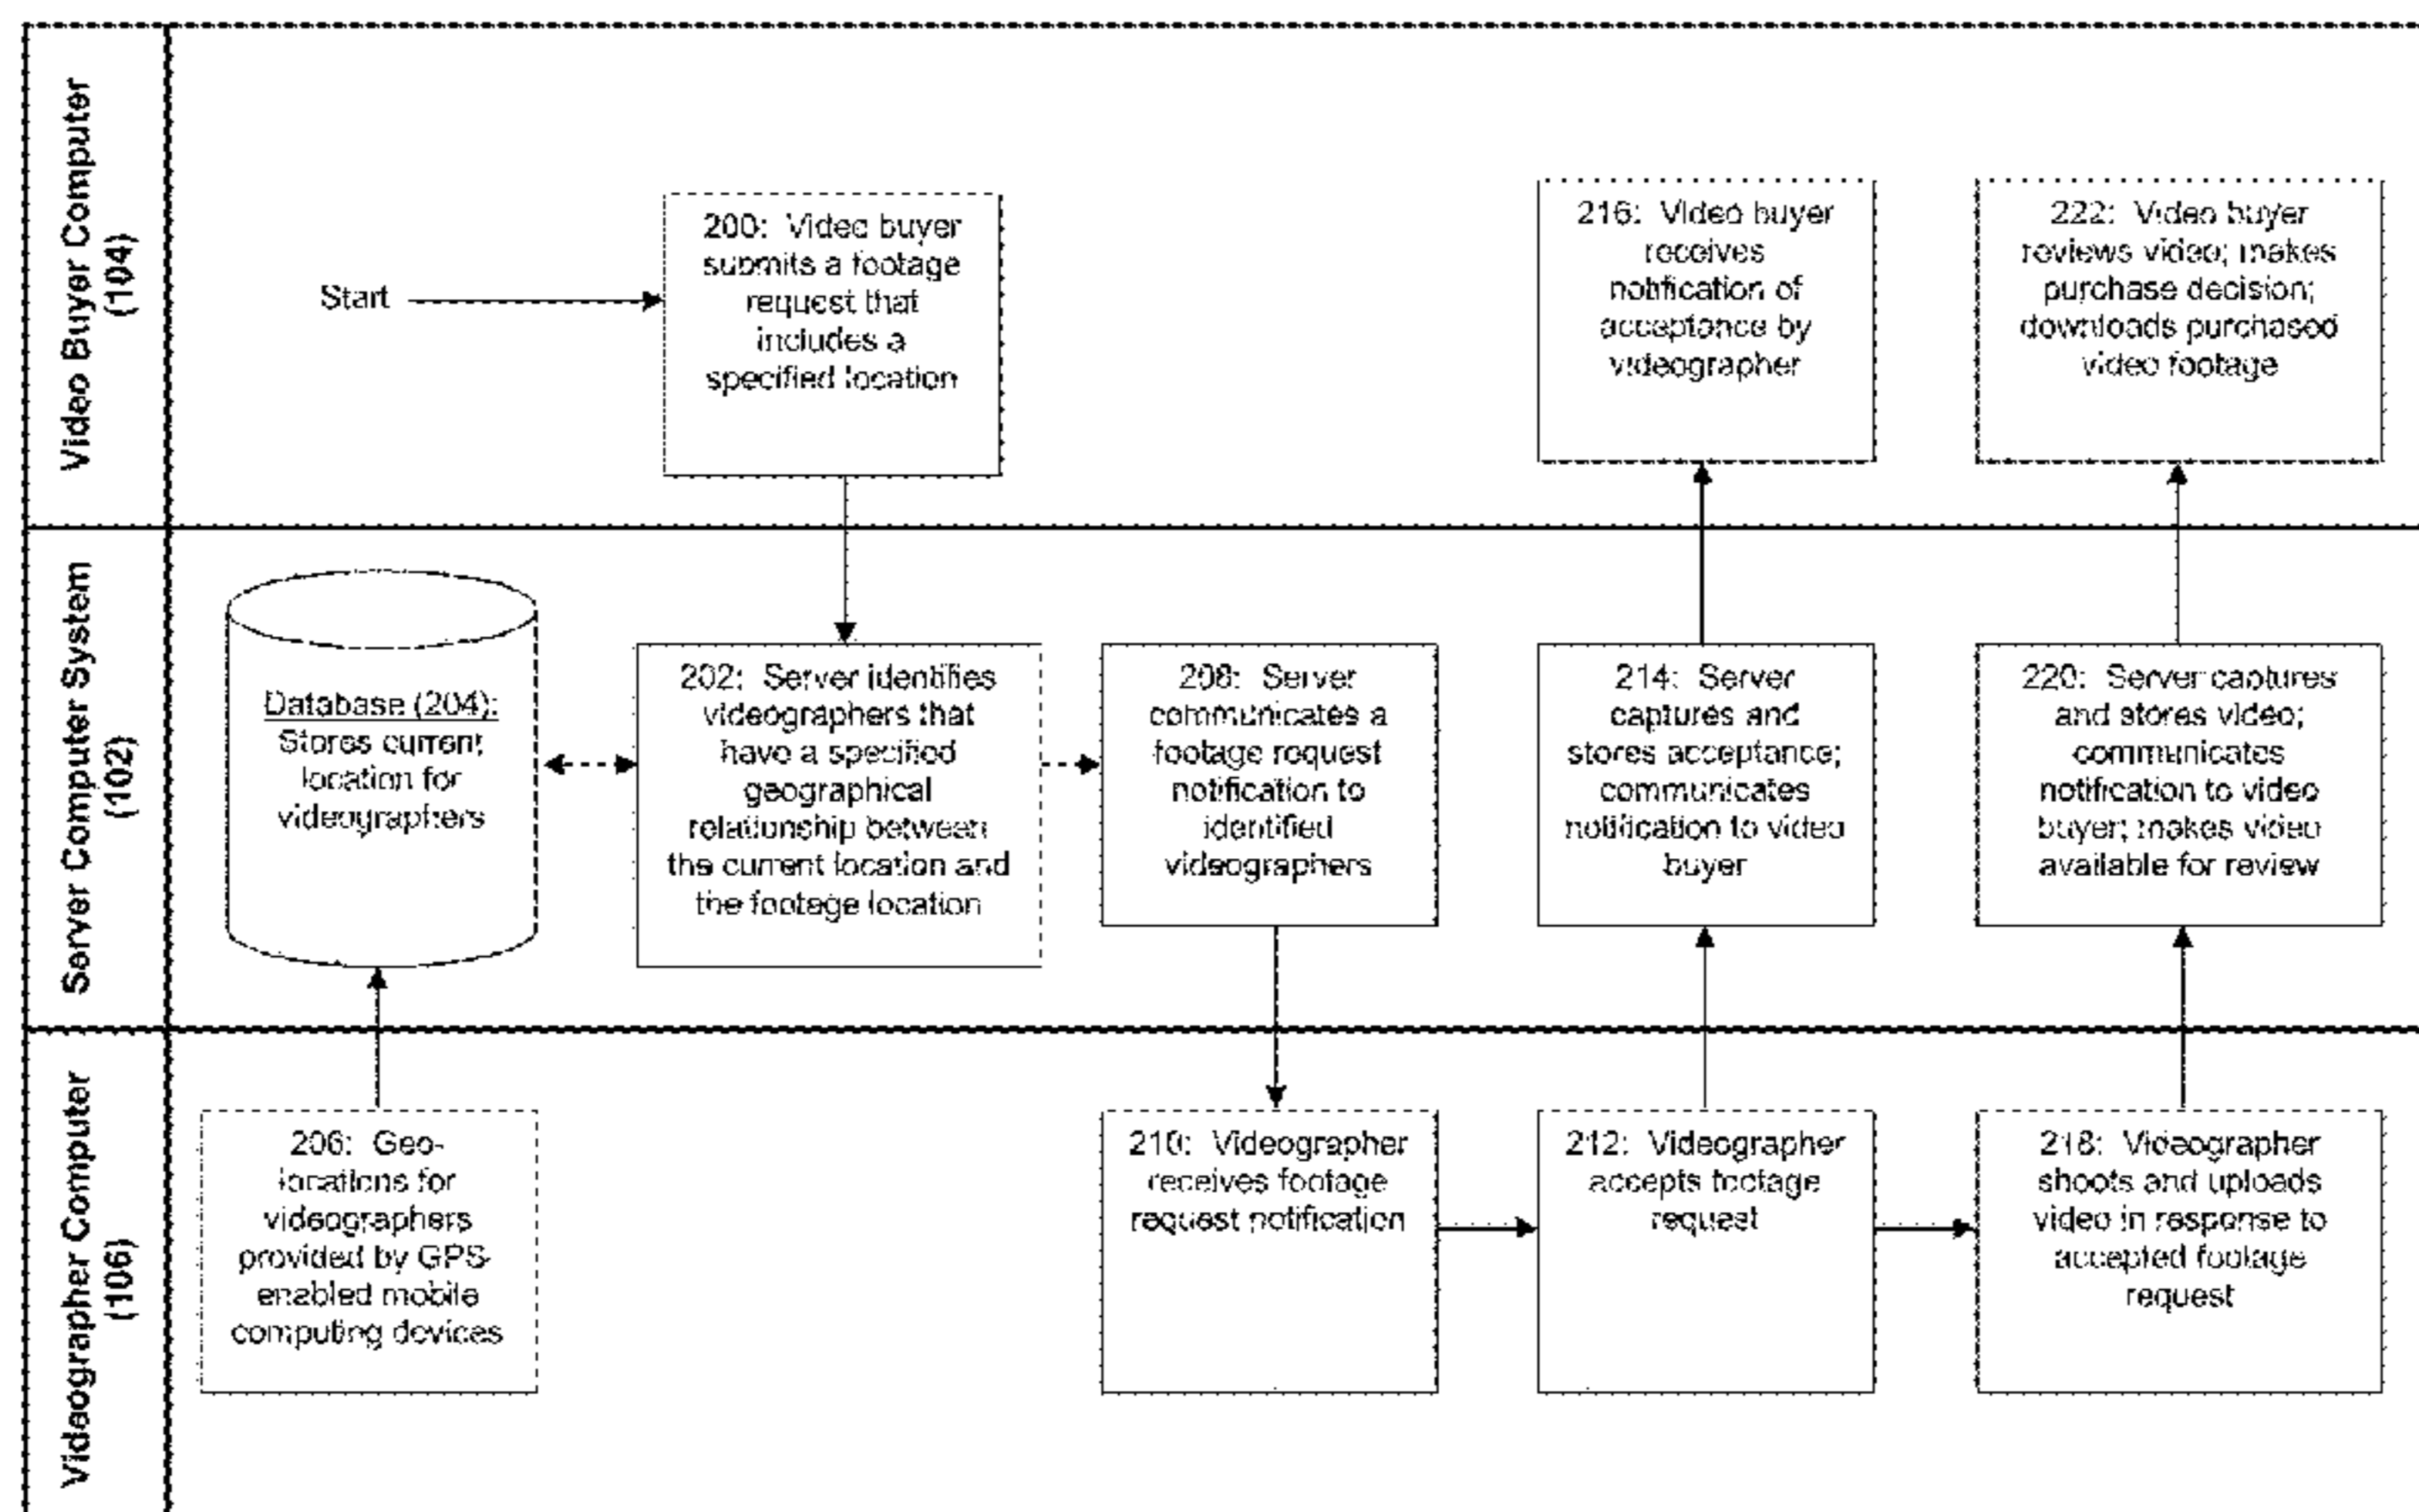 Video Buyer Computer
(104)
Start
200: Video buyer
submits a footage
request that
includes a
specified location
216: Video buyer
receives
notification of
acceptance by
videographer
222: Video buyer
reviews video; makes
purchase decision;
downloads purchased
video footage
Server Computer System
(102)
Database (204):
Stores current
location for
videographers
202: Server identifies
videographers that
have a specified
geographical
relationship between
the current location and
the footage location
208: Server
communicates a
footage request
notification to
identified
videographers
214: Server
captures and
stores acceptance;
communicates
notification to video
buyer
220: Server captures
and stores video;
communicates
notification to video
buyer; makes video
available for review
Videographer Computer
(106)
206: Geo-
locations for
videographers
provided by GPS-
enabled mobile
computing devices
210: Videographer
receives footage
request notification
212: Videographer
accepts footage
request
218: Videographer
shoots and uploads
video in response to
accepted footage
request